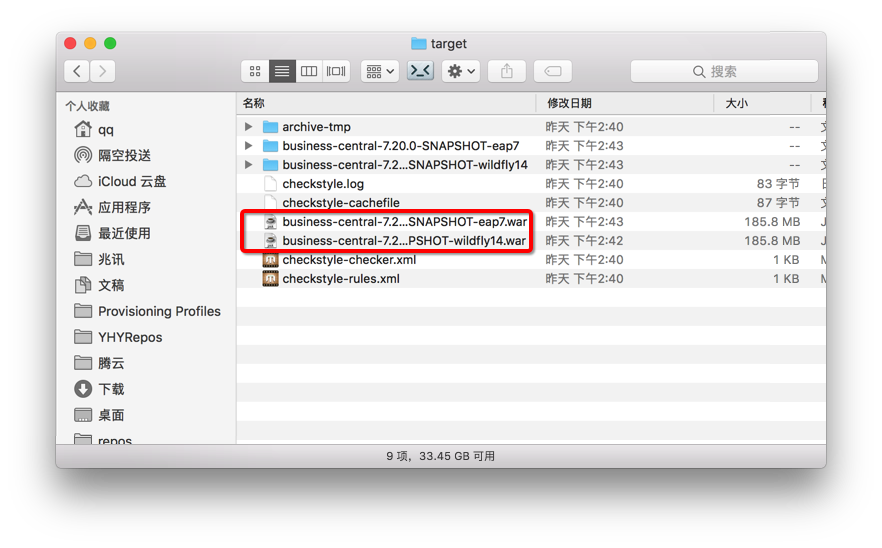 target
搜索
个人收藏
qq
隔空投送
iCloud 云盘
应用程序
最近使用
兆讯
文稿
Provisioning Profiles
YHYRepos
腾云
下载
桌面
repos
名称 修改日期 大小
archive-tmp 昨天 下午2:40 --
business-central-7.20.0-SNAPSHOT-eap7 昨天 下午2:43 --
business-central-7.2...SNAPSHOT-wildfly14 昨天 下午2:43 --
checkstyle.log 昨天 下午2:40 83 字节
checkstyle-cachefile 昨天 下午2:40 87 字节
business-central-7.2...SNAPSHOT-eap7.war 昨天 下午2:43 185.8 MB
business-central-7.2...PSHOT-wildfly14.war 昨天 下午2:42 185.8 MB
checkstyle-checker.xml 昨天 下午2:40 1 KB
checkstyle-rules.xml 昨天 下午2:40 1 KB
9 项，33.45 GB 可用